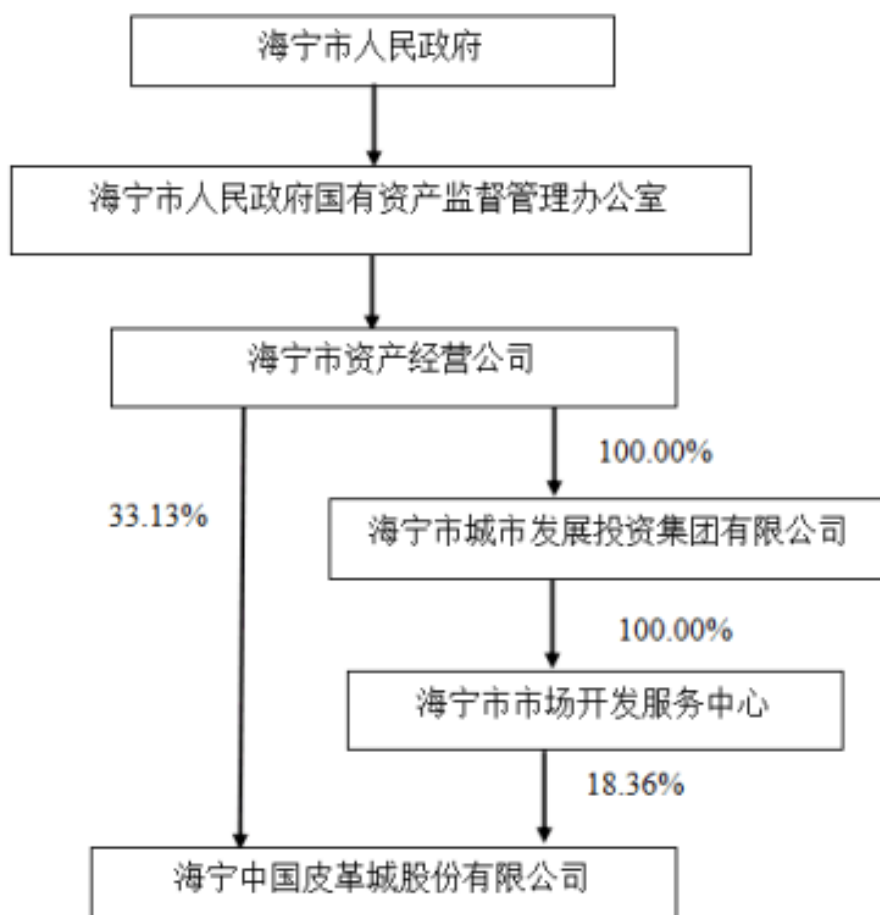 海宁市人民政府
海宁市人民政府国有资产监督管理办公室
海宁市资产经营公司
100.00%
33.13%
海宁市城市发展投资集团有限公司
100.00%
海宁市市场开发服务中心
18.36%
海宁中国皮革城股份有限公司